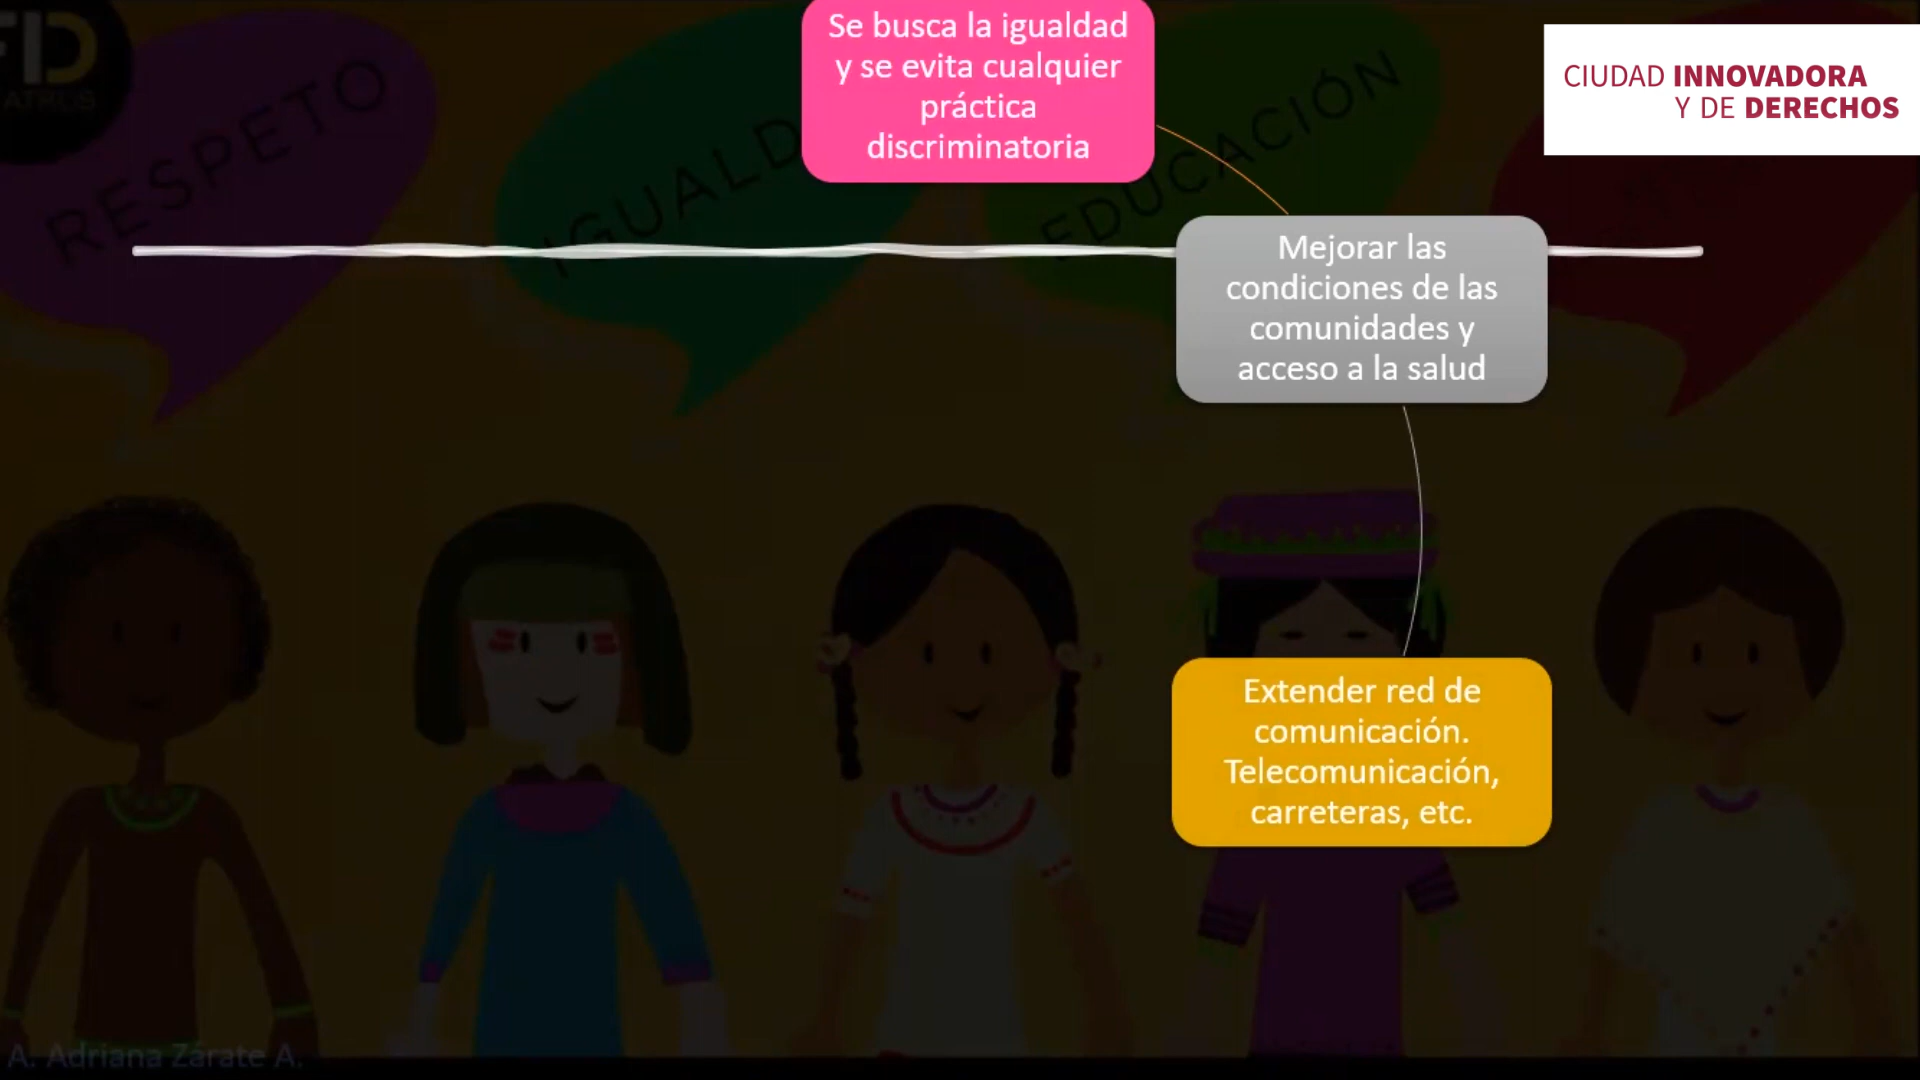 Se busca la igualdad
y se evita cualquier
práctica
discriminatoria
CIUDAD INNOVADORA
Y DE DERECHOS
RESPETO
IGUALD
EDUCACIÓN
Mejorar las
condiciones de las
comunidades y
acceso a la salud
Extender red de
comunicación.
Telecomunicación,
carreteras, etc.
A. Adriana Zárate A.